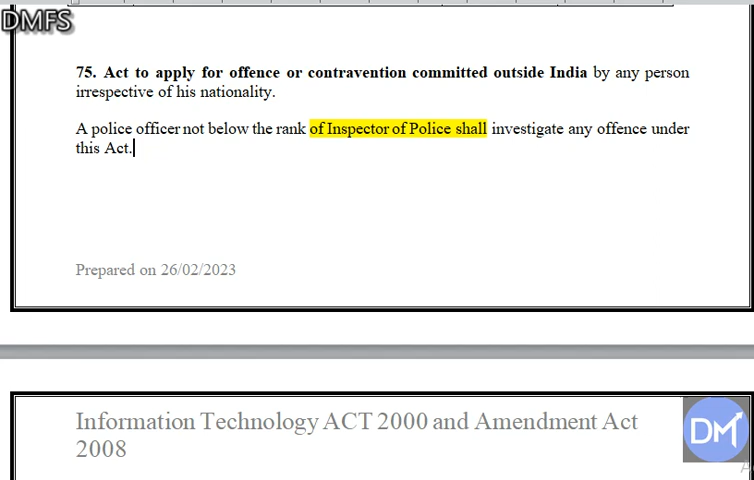 DMFS
75. Act to apply for offence or contravention committed outside India by any person
irrespective of his nationality.
A police officer not below the rank of Inspector of Police shall investigate any offence under
this Act.
Prepared on 26/02/2023
Information Technology ACT 2000 and Amendment Act
2008
DM